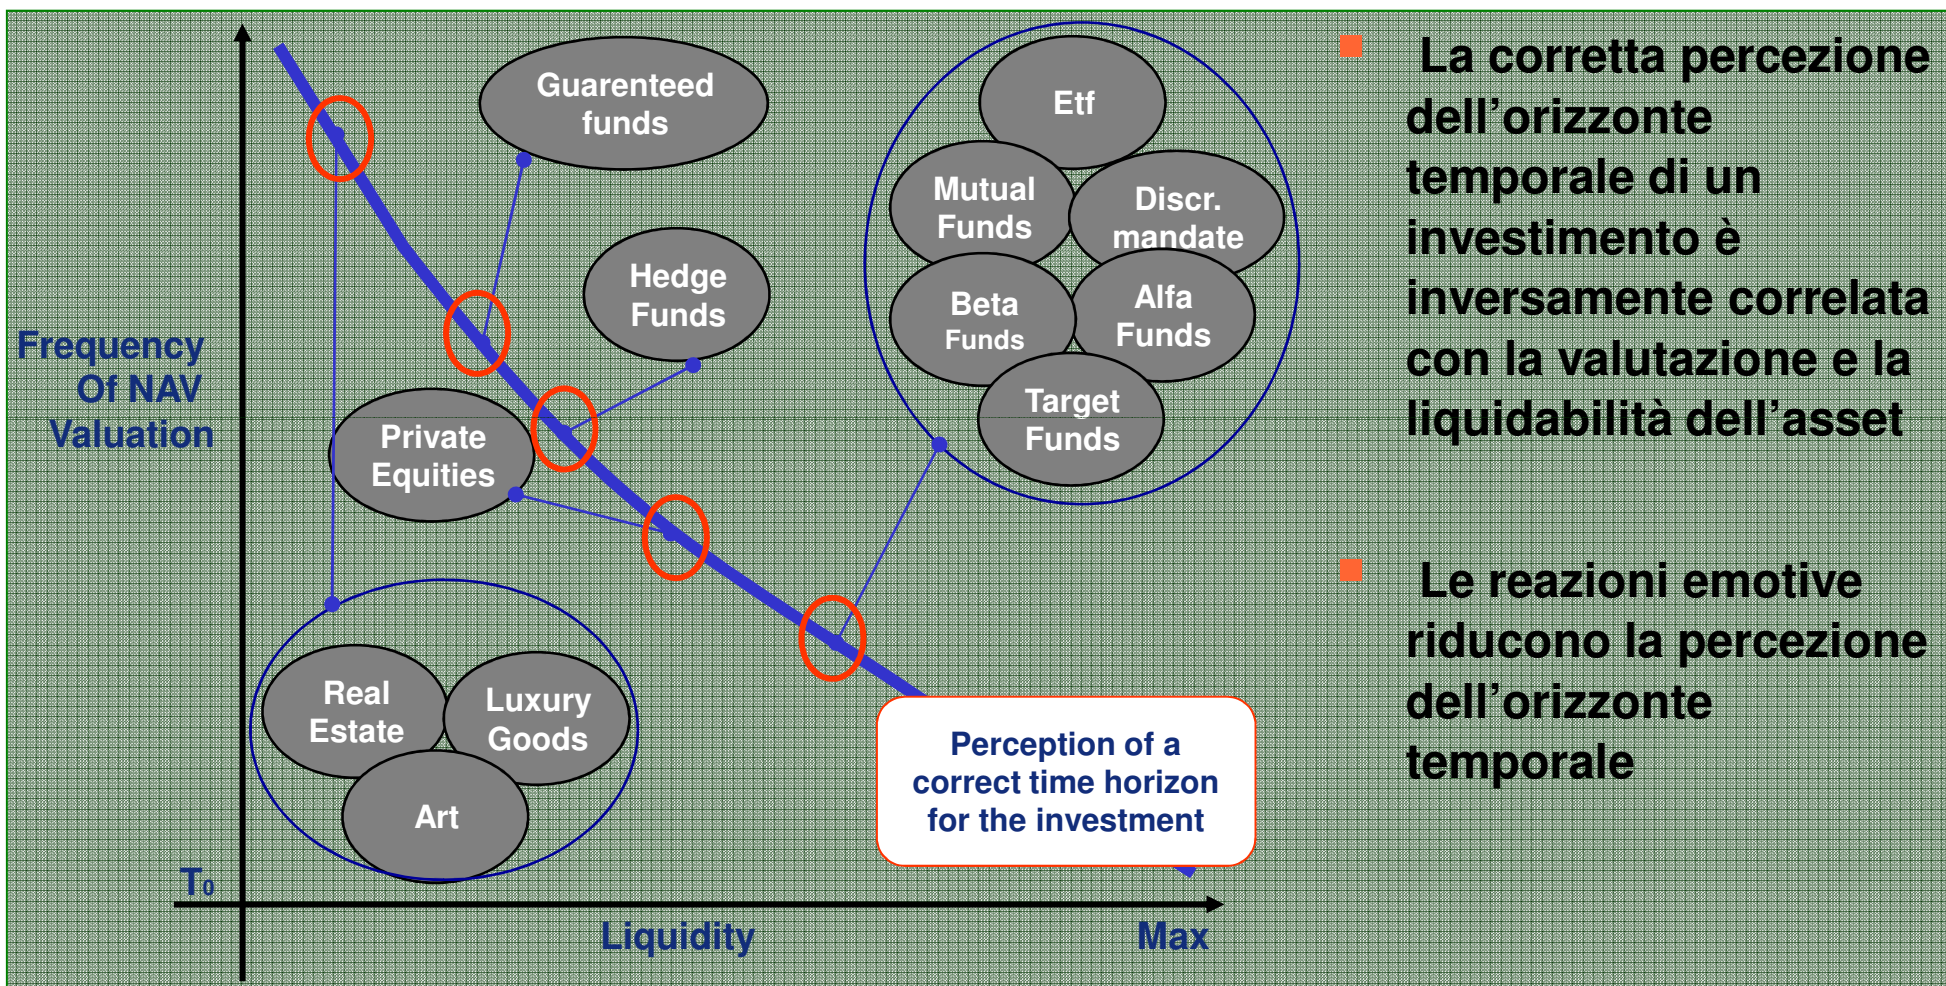 Guarenteed
funds
Etf
Mutual
Funds
Discr.
mandate
Hedge
Funds
Beta
Funds
Alfa
Funds
Frequency
Of NAV
Valuation
Private
Equities
Target
Funds
Real
Estate
Luxury
Goods
Art
Perception of a
correct time horizon
for the investment
T0
Liquidity
Max
La corretta percezione
dell’orizzonte
temporale di un
investimento è
inversamente correlata
con la valutazione e la
liquidabilità dell’asset
Le reazioni emotive
riducono la percezione
dell’orizzonte
temporale